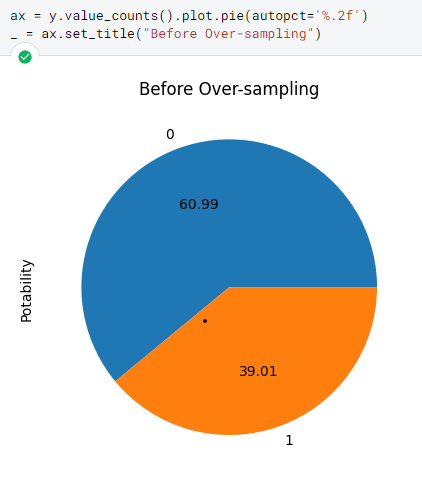 ax = y.value_counts().plot.pie(autopct='%.2f')
_ = ax.set_title("Before Over-sampling")
Before Over-sampling
0
60.99
Potability
39.01
1